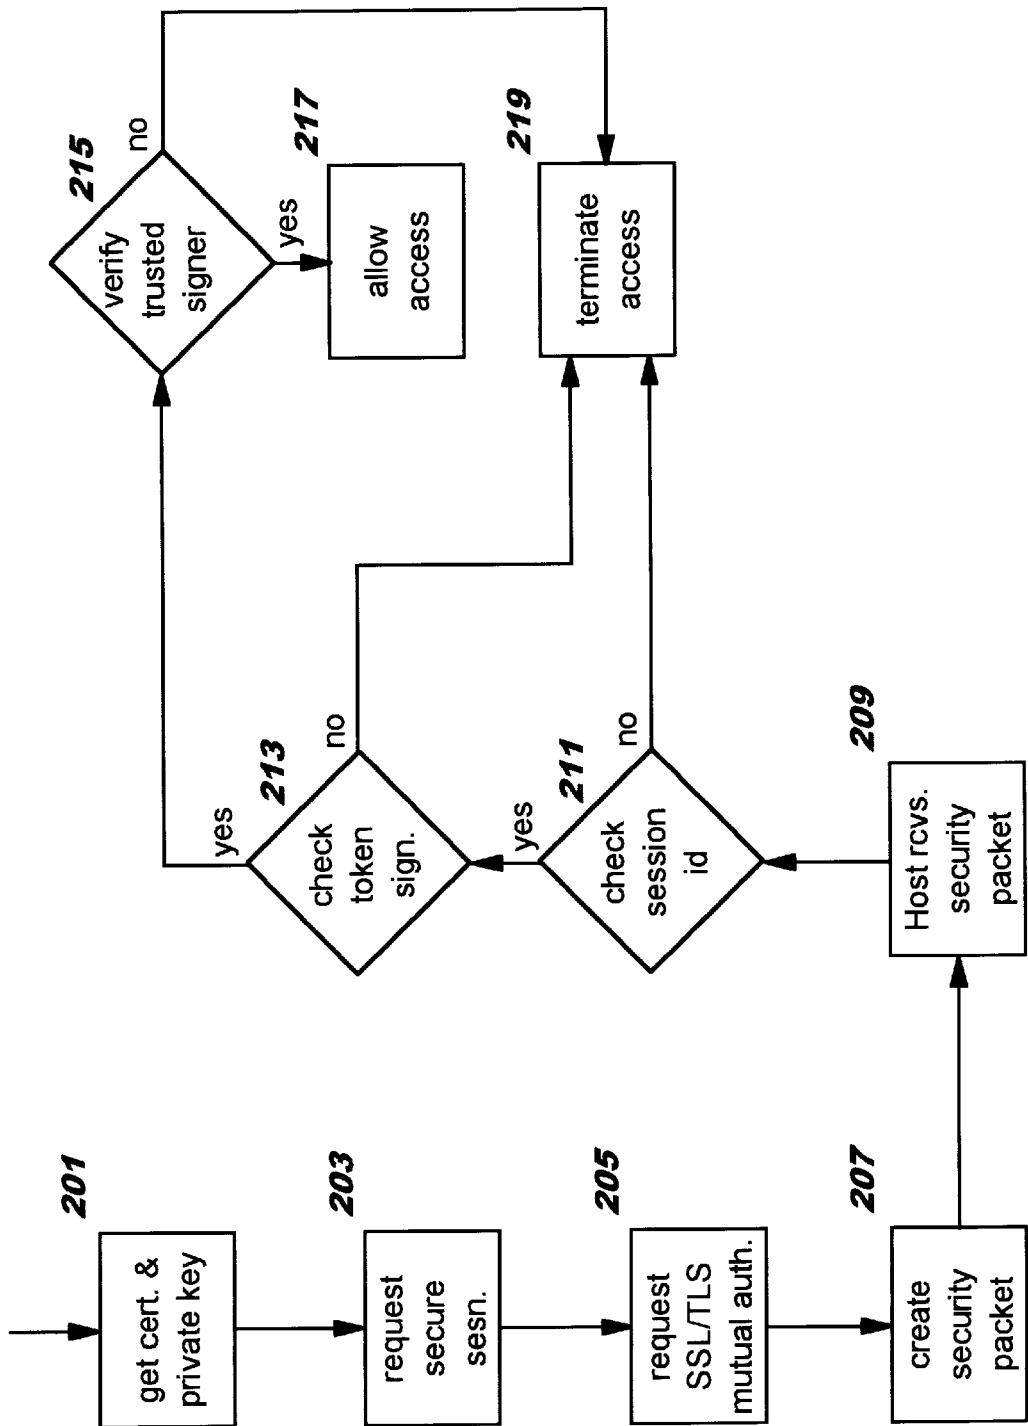 201
get cert. &
private key
203
request
secure
sesn.
205
request
SSL/TLS
mutual auth.
207
create
security
packet
209
Host rcvs.
security
packet
211
check
session
id
yes
no
213
check
token
sign.
yes
no
215
verify
trusted
signer
yes
no
217
allow
access
219
terminate
access